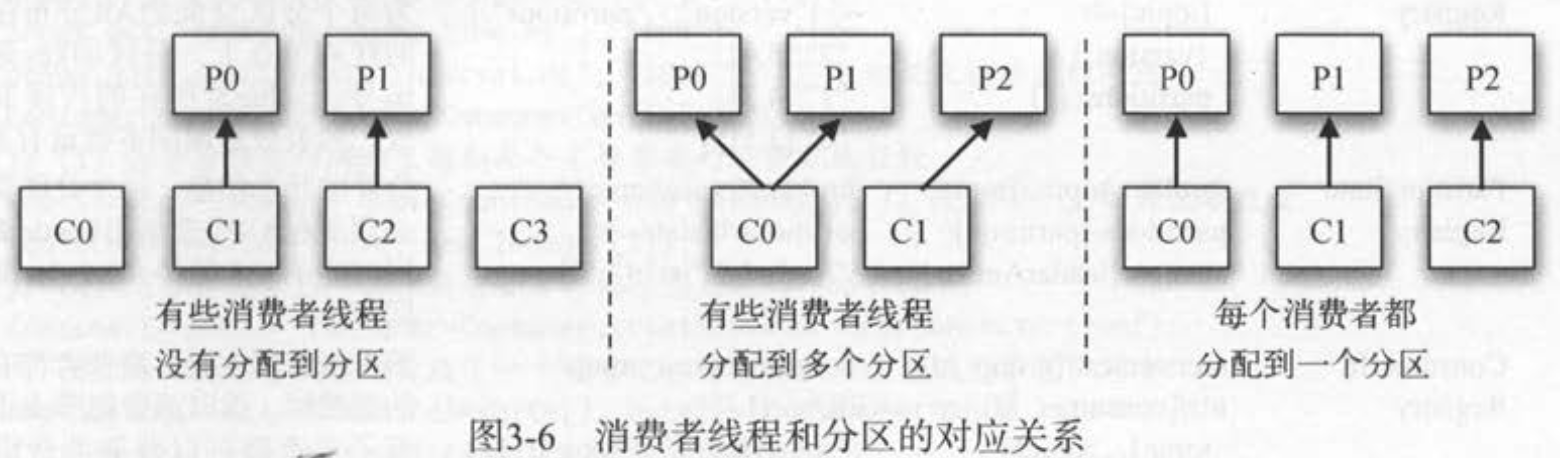 P0 P1
C0 C1 C2 C3
有些消费者线程
没有分配到分区
P0 P1 P2
C0 C1
有些消费者线程
分配到多个分区
P0 P1 P2
C0 C1 C2
每个消费者都
分配到一个分区
图3-6 消费者线程和分区的对应关系